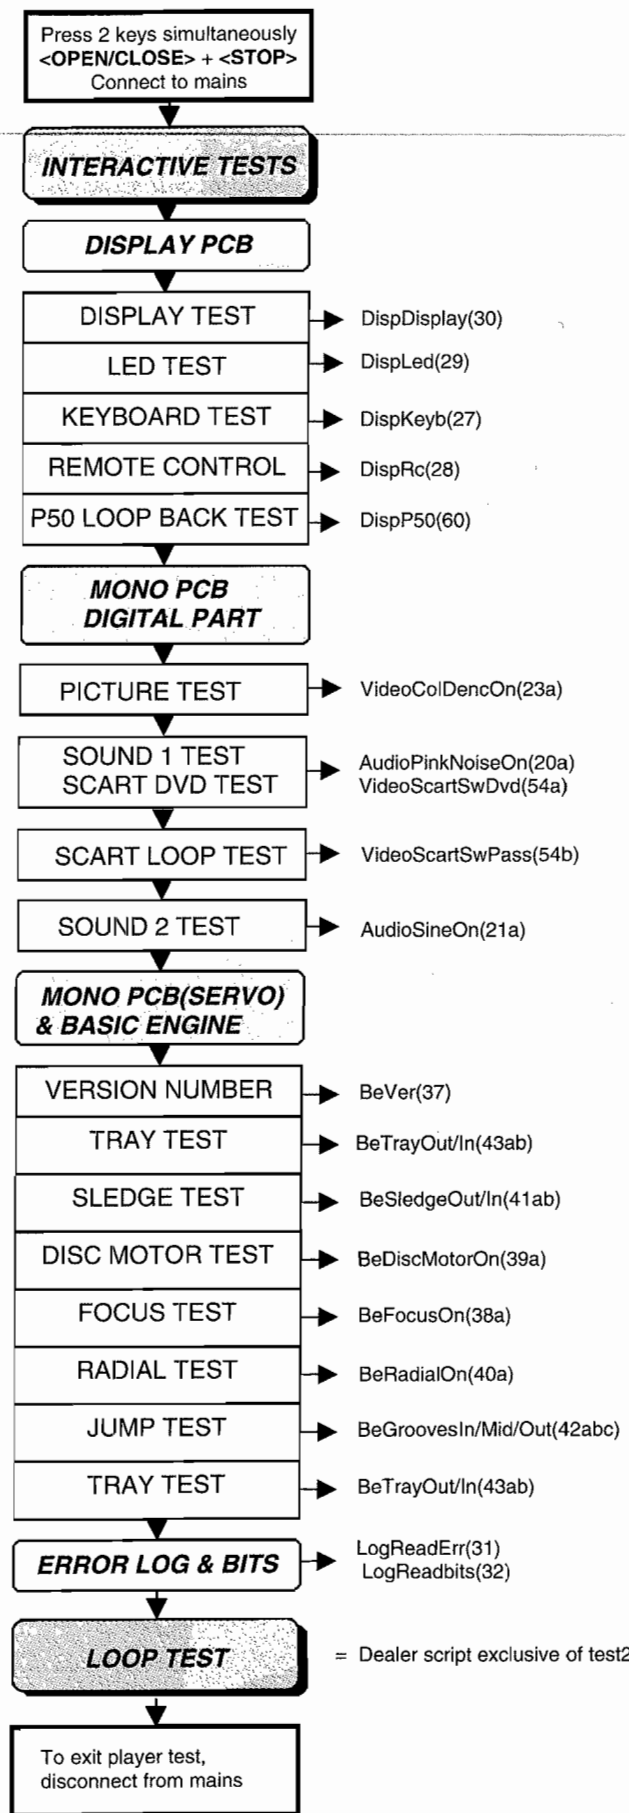 Press 2 keys simultaneously
<OPEN/CLOSE> + <STOP>
Connect to mains
INTERACTIVE TESTS
DISPLAY PCB
DISPLAY TEST
DispDisplay(30)
LED TEST
DispLed(29)
KEYBOARD TEST
DispKeyb(27)
REMOTE CONTROL
DispRc(28)
P50 LOOP BACK TEST
DispP50(60)
MONO PCB
DIGITAL PART
PICTURE TEST
VideoColDencOn(23a)
SOUND 1 TEST
SCART DVD TEST
AudioPinkNoiseOn(20a)
VideoScartSwDvd(54a)
SCART LOOP TEST
VideoScartSwPass(54b)
SOUND 2 TEST
AudioSineOn(21a)
MONO PCB(SERVO)
& BASIC ENGINE
VERSION NUMBER
BeVer(37)
TRAY TEST
BeTrayOut/In(43ab)
SLEDGE TEST
BeSledgeOut/In(41ab)
DISC MOTOR TEST
BeDiscMotorOn(39a)
FOCUS TEST
BeFocusOn(38a)
RADIAL TEST
BeRadialOn(40a)
JUMP TEST
BeGroovesIn/Mid/Out(42abc)
TRAY TEST
BeTrayOut/In(43ab)
ERROR LOG & BITS
LogReadErr(31)
LogReadbits(32)
LOOP TEST
= Dealer script exclusive of test2
To exit player test,
disconnect from mains